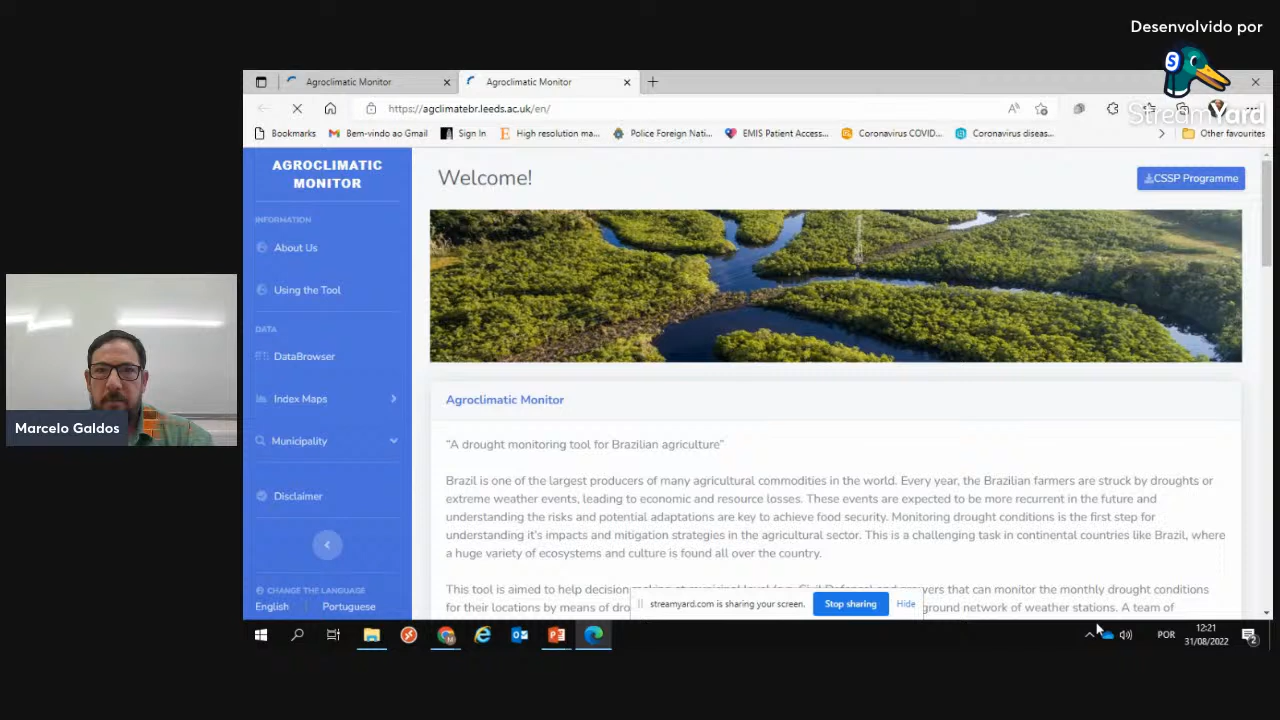 Desenvolvido por
StreamYard
Agroclimatic Monitor
Agroclimatic Monitor
https://agclimatebr.leeds.ac.uk/en/
Bookmarks
Bem-vindo ao Gmail
Sign In
High resolution ma...
Police Foreign Nati...
EMIS Patient Access...
Coronavirus COVID...
Coronavirus diseas...
Other favourites
AGROCLIMATIC
MONITOR
INFORMATION
About Us
Using the Tool
DATA
DataBrowser
Index Maps
Municipality
Disclaimer
CHANGE THE LANGUAGE
English
Portuguese
Welcome!
CSSP Programme
Agroclimatic Monitor
"A drought monitoring tool for Brazilian agriculture"
Brazil is one of the largest producers of many agricultural commodities in the world. Every year, the Brazilian farmers are struck by droughts or
extreme weather events, leading to economic and resource losses. These events are expected to be more recurrent in the future and
understanding the risks and potential adaptations are key to achieve food security. Monitoring drought conditions is the first step for
understanding it's impacts and mitigation strategies in the agricultural sector. This is a challenging task in continental countries like Brazil, where
a huge variety of ecosystems and culture is found all over the country.
This tool is aimed to help decision that can monitor the monthly drought conditions
for their locations by means of ground network of weather stations. A team of
streamyard.com is sharing your screen.
Stop sharing
Hide
Marcelo Galdos
POR
12:21
31/08/2022
2